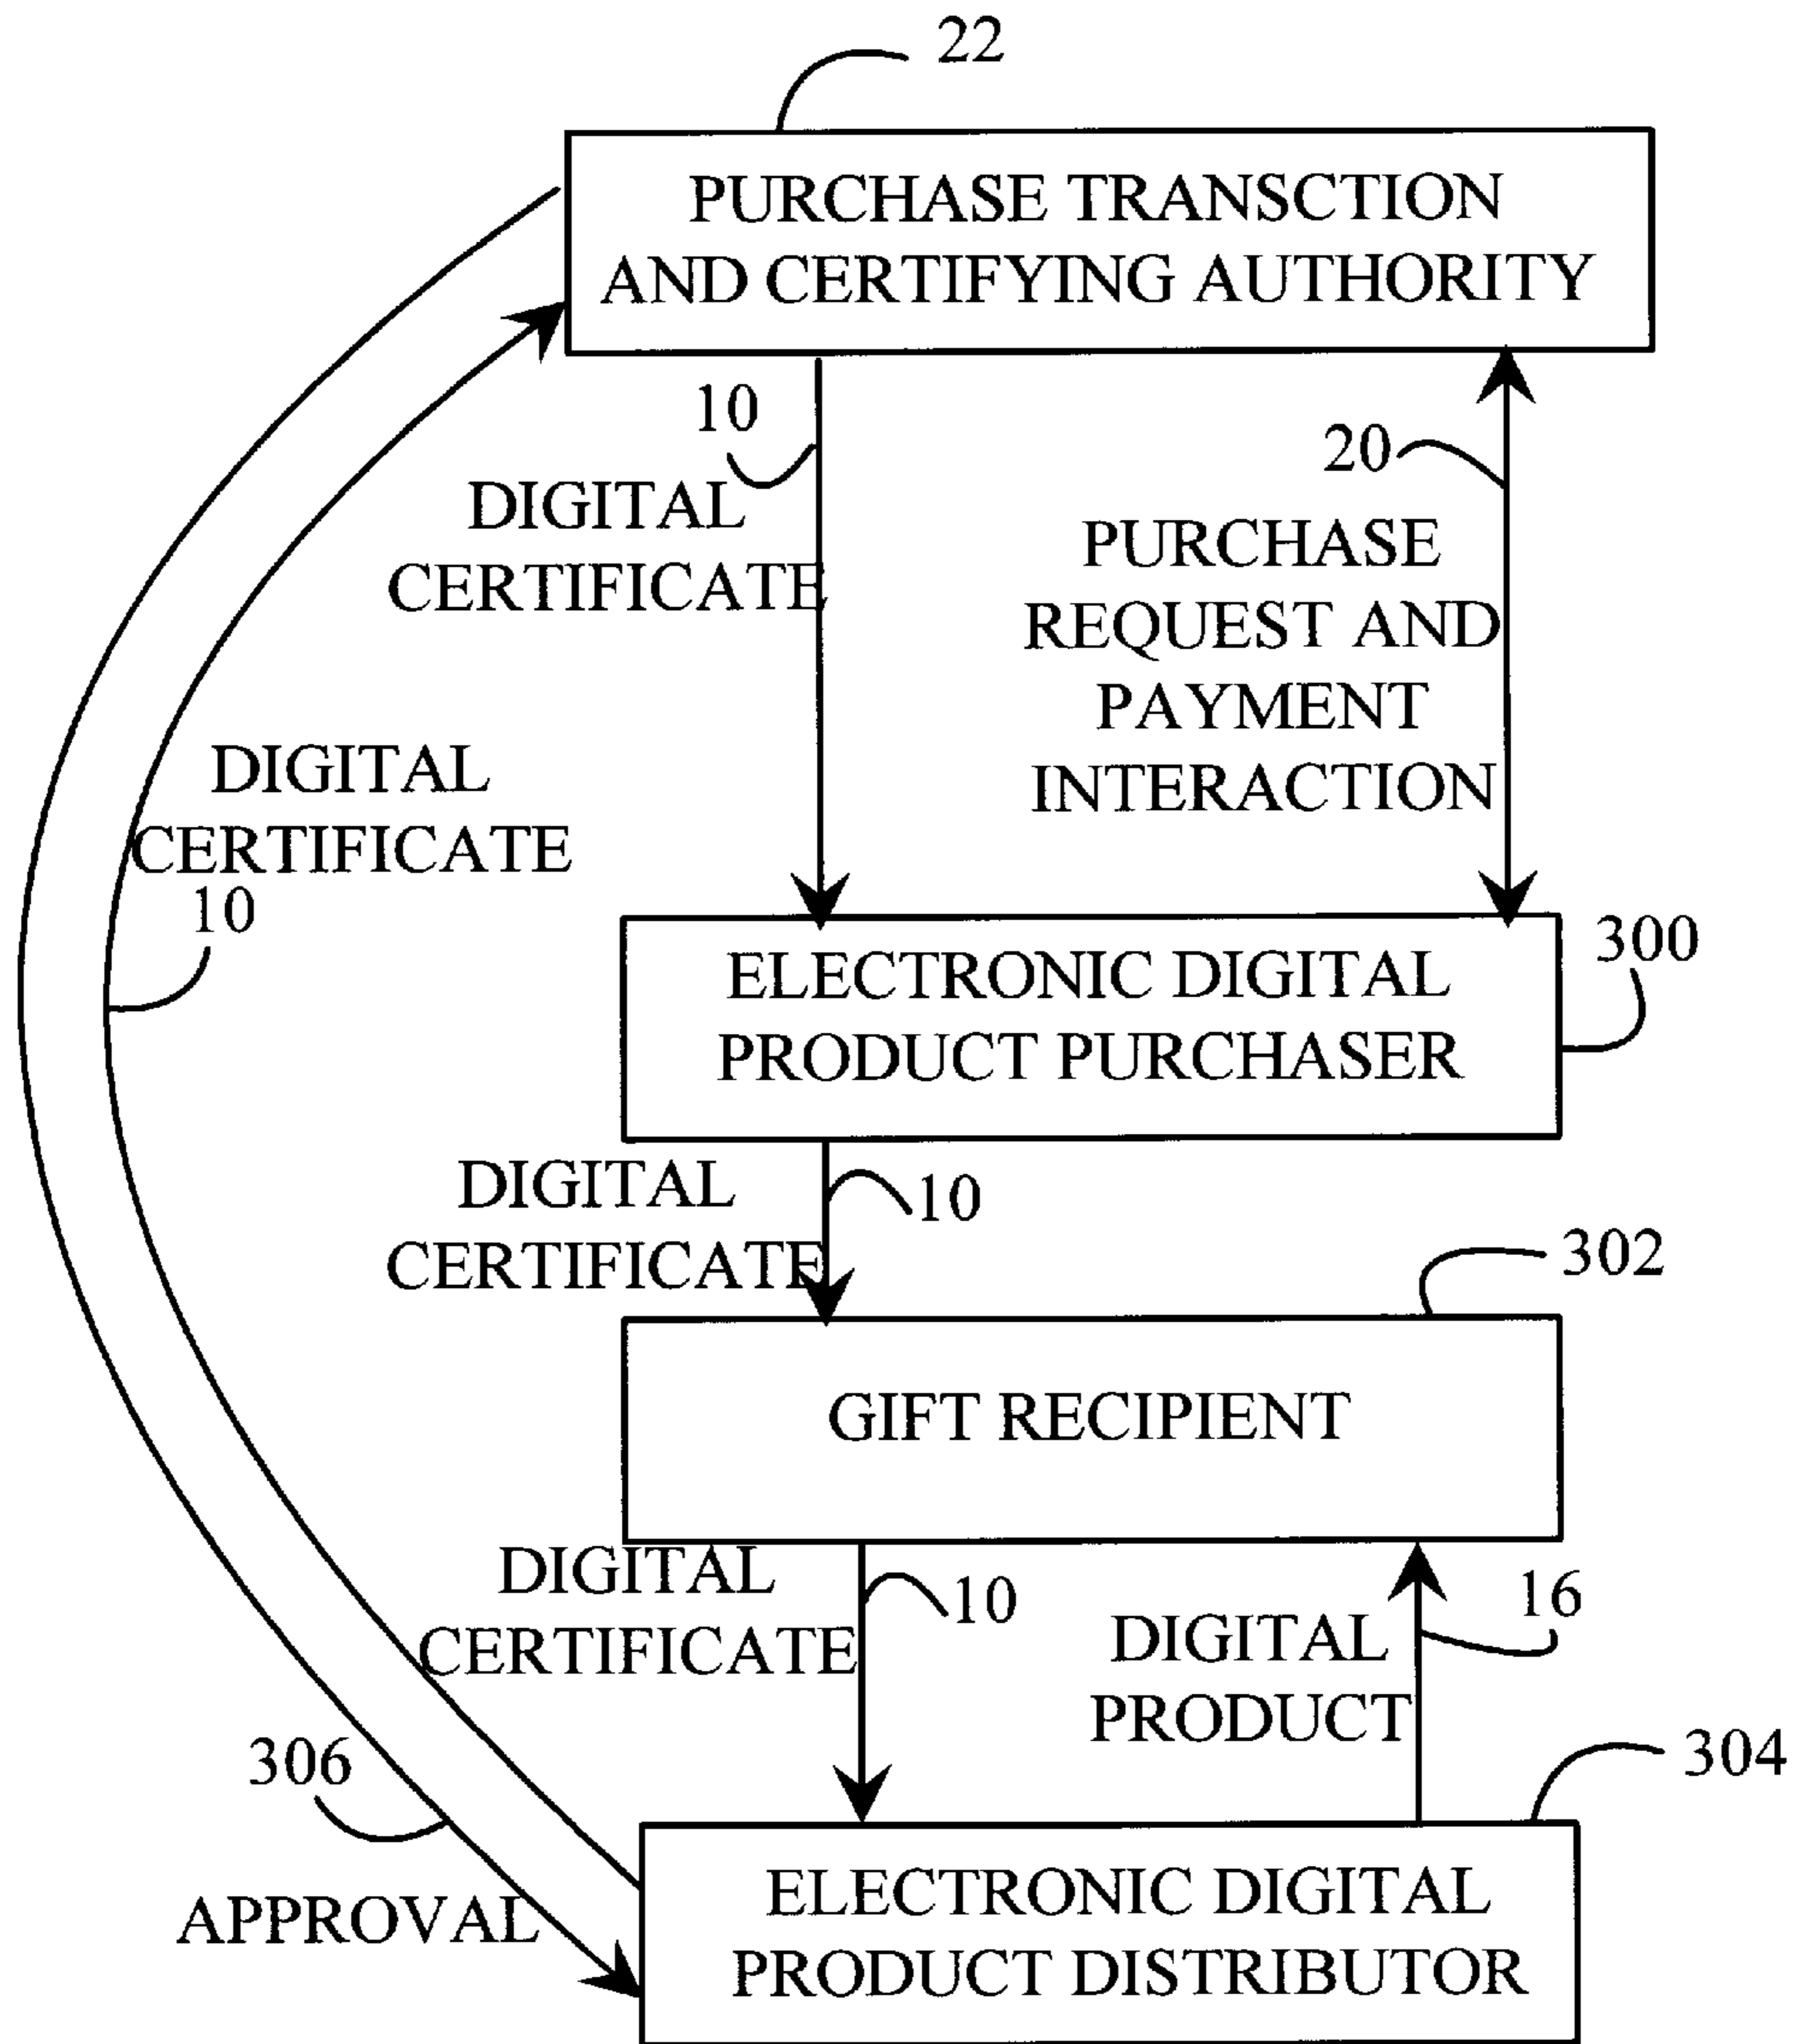 22
PURCHASE TRANSCTION
AND CERTIFYING AUTHORITY
10
DIGITAL
CERTIFICATE
20
PURCHASE
REQUEST AND
PAYMENT
INTERACTION
DIGITAL
CERTIFICATE
10
ELECTRONIC DIGITAL
PRODUCT PURCHASER
300
DIGITAL
CERTIFICATE
10
302
GIFT RECIPIENT
DIGITAL
CERTIFICATE
10
DIGITAL
PRODUCT
16
306
APPROVAL
304
ELECTRONIC DIGITAL
PRODUCT DISTRIBUTOR